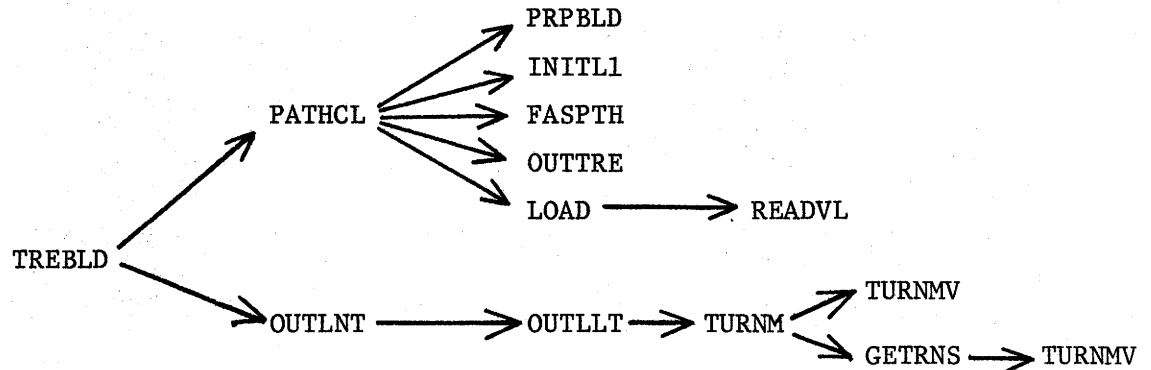 PRPBLD
INITL1
PATHCL
FASPTH
OUTTRE
LOAD
READVL
TREBLD
TURNMV
OUTLNT
OUTLLT
TURNM
GETRNS
TURNMV